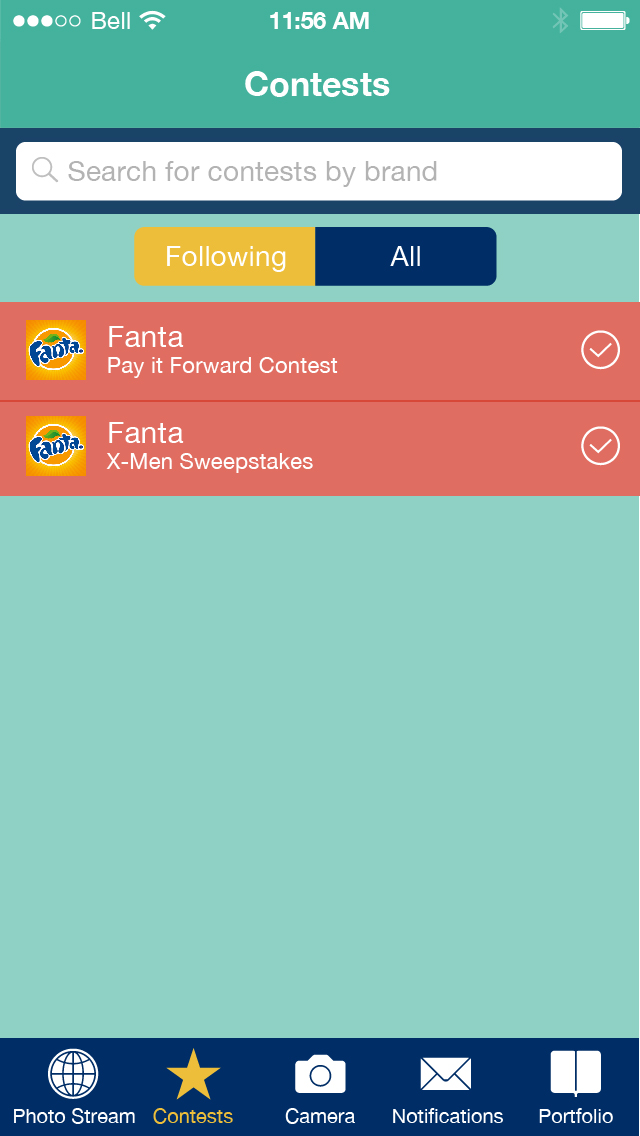 Bell 11:56 AM
Contests
Search for contests by brand
Following All
Fanta
Fanta
Pay it Forward Contest
Fanta
Fanta
X-Men Sweepstakes
Photo Stream Contests Camera Notifications Portfolio